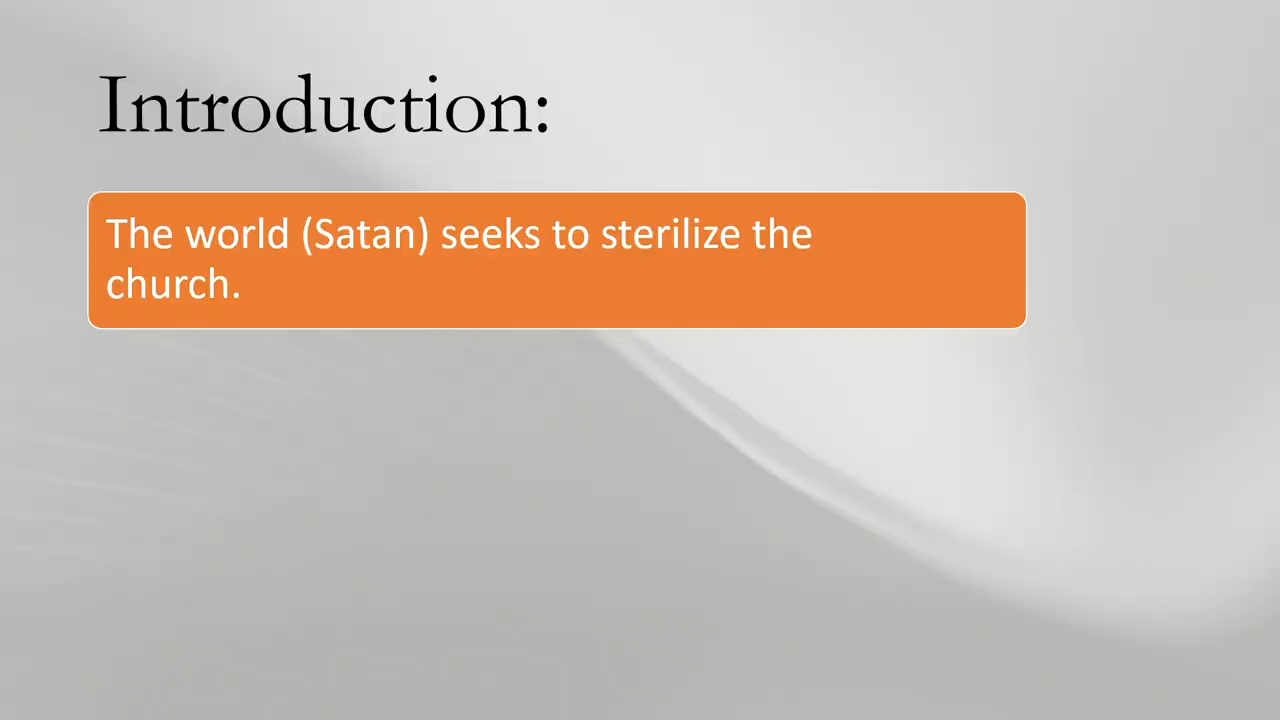 Introduction:
The world (Satan) seeks to sterilize the
church.